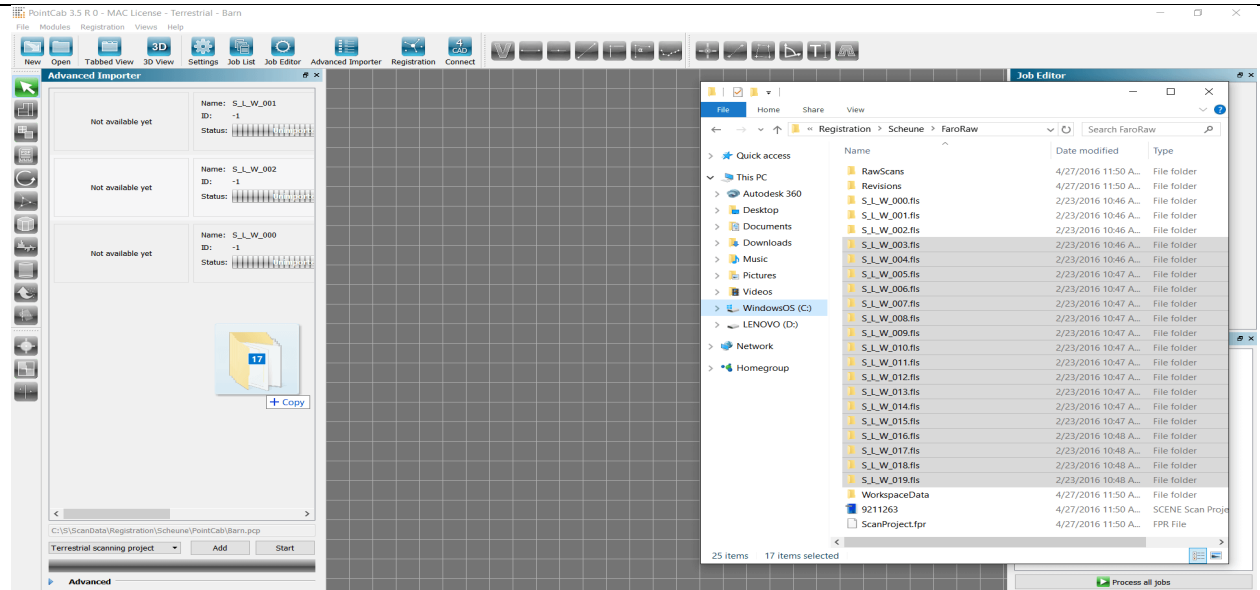 PointCab 3.5 R 0 - MAC License - Terrestrial - Barn
File Modules Registration Views Help
3D
4
CAD
New Open Tabbed View 3D View Settings Job List Job Editor Advanced Importer Registration Connect
Advanced Importer
Name: S_L_W_001
Not available yet
ID: -1
Status:
Name: S_L_W_002
Not available yet
ID: -1
Status:
Name: S_L_W_000
Not available yet
ID: -1
Status:
17
+ Copy
C:\S\ScanData\Registration\Scheune\PointCab\Barn.pcp
Terrestrial scanning project Add Start
Advanced
Job Editor
Process all jobs
File Home Share View
« Registration > Scheune > FaroRaw
Search FaroRaw
Quick access
This PC
Autodesk 360
Desktop
Documents
Downloads
Music
Pictures
Videos
WindowsOS (C:)
LENOVO (D:)
Network
Homegroup
Name Date modified Type
RawScans 4/27/2016 11:50 A... File folder
Revisions 4/27/2016 11:50 A... File folder
S_L_W_000.fls 2/23/2016 10:46 A... File folder
S_L_W_001.fls 2/23/2016 10:46 A... File folder
S_L_W_002.fls 2/23/2016 10:46 A... File folder
S_L_W_003.fls 2/23/2016 10:46 A... File folder
S_L_W_004.fls 2/23/2016 10:46 A... File folder
S_L_W_005.fls 2/23/2016 10:47 A... File folder
S_L_W_006.fls 2/23/2016 10:47 A... File folder
S_L_W_007.fls 2/23/2016 10:47 A... File folder
S_L_W_008.fls 2/23/2016 10:47 A... File folder
S_L_W_009.fls 2/23/2016 10:47 A... File folder
S_L_W_010.fls 2/23/2016 10:47 A... File folder
S_L_W_011.fls 2/23/2016 10:47 A... File folder
S_L_W_012.fls 2/23/2016 10:47 A... File folder
S_L_W_013.fls 2/23/2016 10:47 A... File folder
S_L_W_014.fls 2/23/2016 10:47 A... File folder
S_L_W_015.fls 2/23/2016 10:47 A... File folder
S_L_W_016.fls 2/23/2016 10:48 A... File folder
S_L_W_017.fls 2/23/2016 10:48 A... File folder
S_L_W_018.fls 2/23/2016 10:48 A... File folder
S_L_W_019.fls 2/23/2016 10:48 A... File folder
WorkspaceData 4/27/2016 11:50 A... File folder
9211263 4/27/2016 11:50 A... SCENE Scan Proje
ScanProject.fpr 4/27/2016 11:50 A... FPR File
25 items 17 items selected